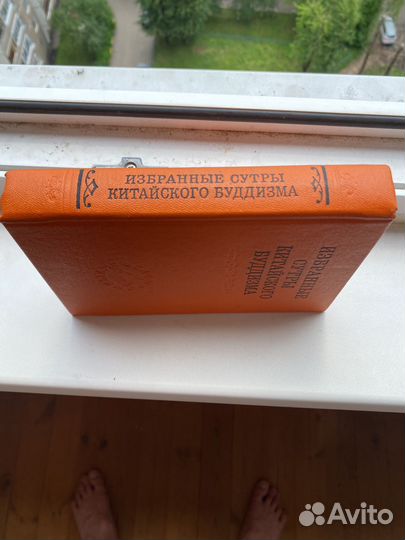 ИЗБРАННЫЕ СУТРЫ
КИТАЙСКОГО БУДДИЗМА
ИЗБРАННЫЕ
СУТРЫ
КИТАЙСКОГО
БУДДИЗМА
Avito